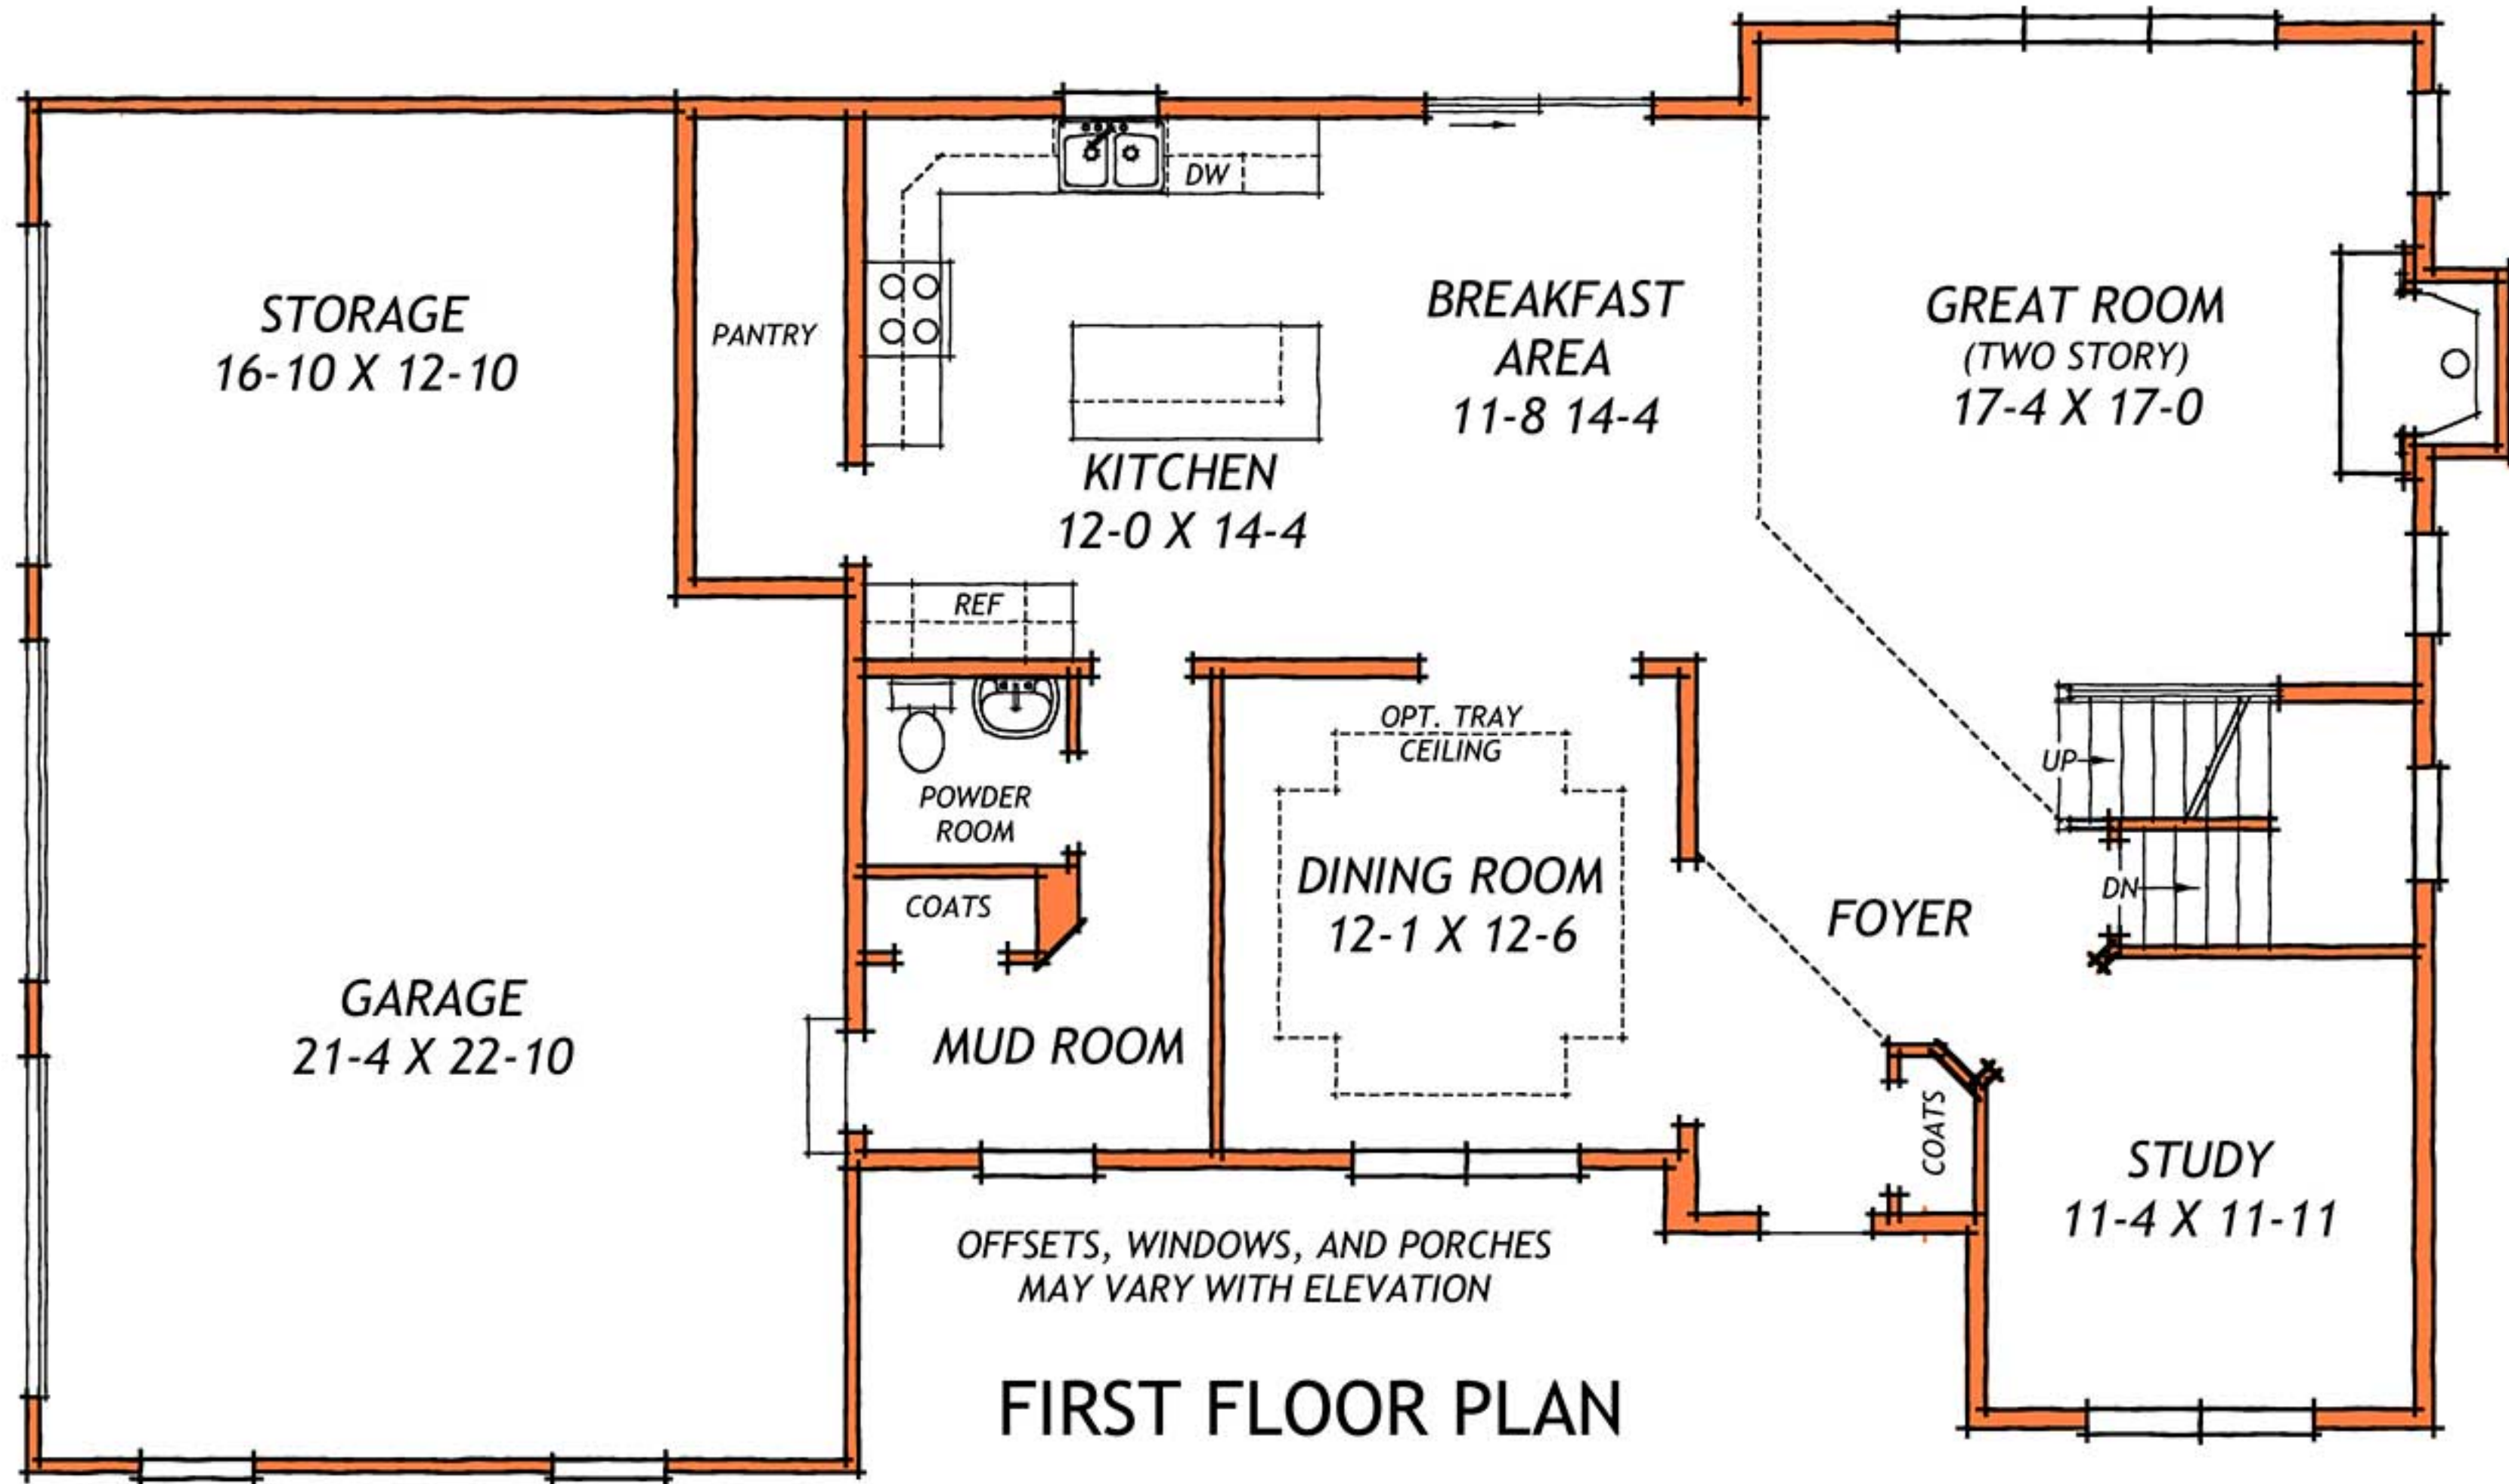 STORAGE
16-10 X 12-10
PANTRY
DW
BREAKFAST
AREA
11-8 14-4
GREAT ROOM
(TWO STORY)
17-4 X 17-0
KITCHEN
12-0 X 14-4
REF
OPT. TRAY
CEILING
UP
POWDER
ROOM
DINING ROOM
12-1 X 12-6
COATS
FOYER
DN
GARAGE
21-4 X 22-10
MUD ROOM
COATS
STUDY
11-4 X 11-11
OFFSETS, WINDOWS, AND PORCHES
MAY VARY WITH ELEVATION
FIRST FLOOR PLAN